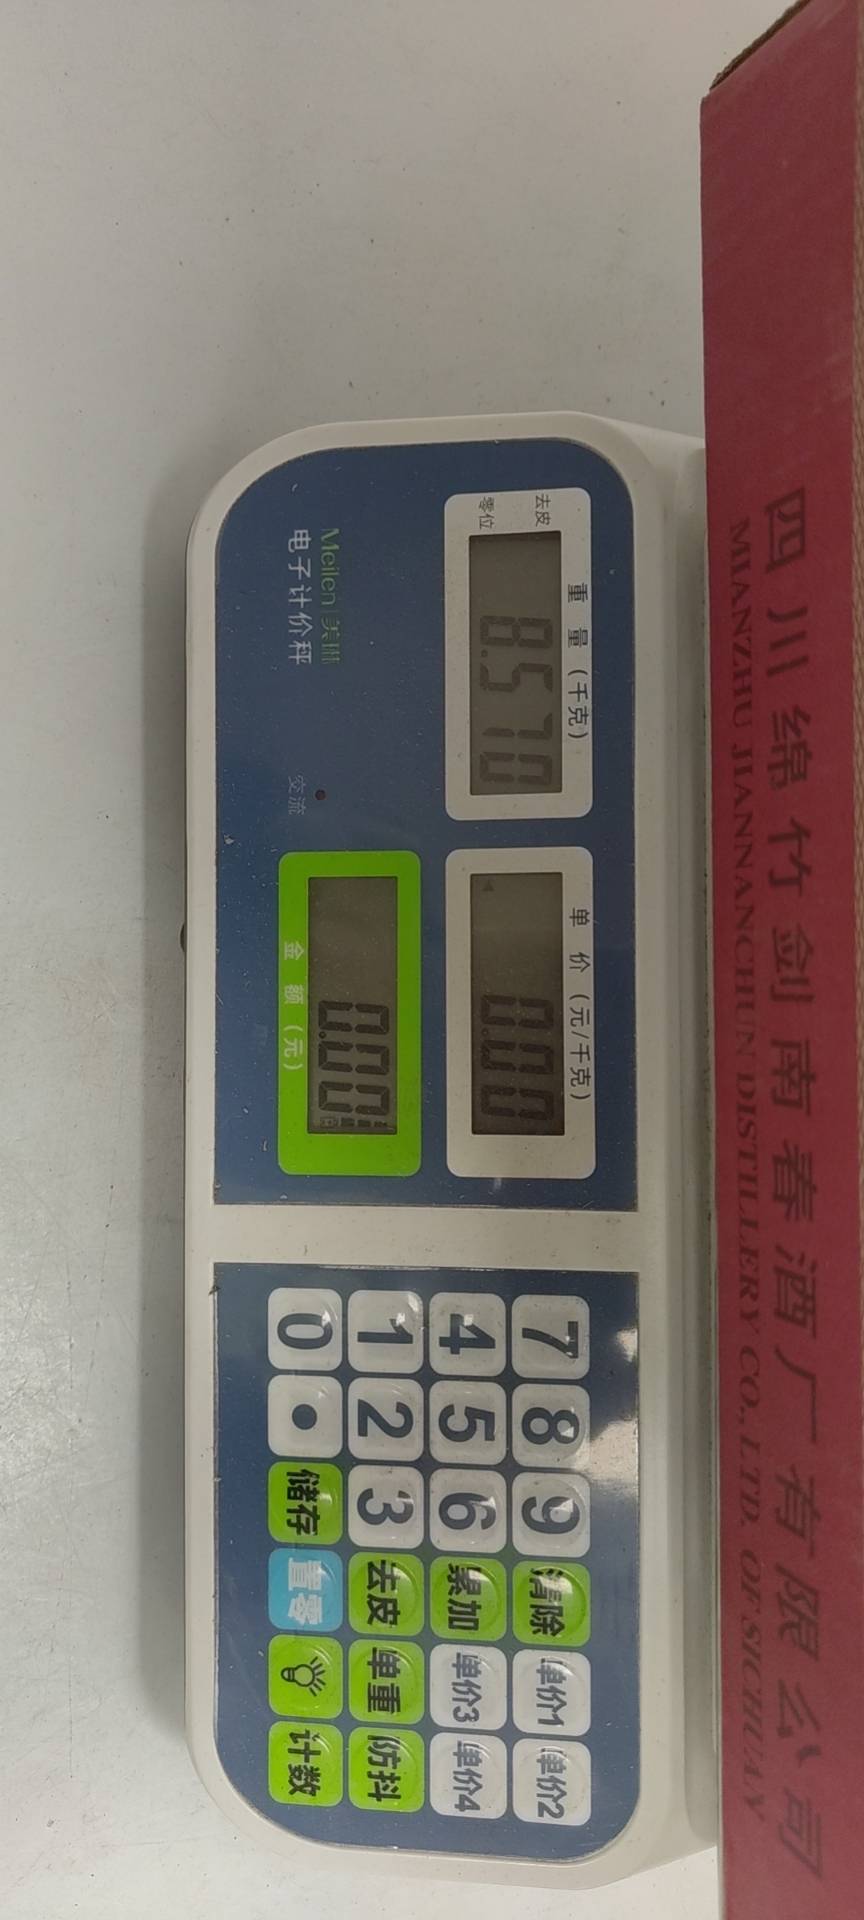 四川绵竹剑南春酒厂有限公司
MIANZHU JIANNANCHUN DISTILLERY CO., LTD. OF SICHUAN
重量(千克)
去皮
零位
8.570
单价(元/千克)
0.00
Meilen 美琳
电子计价秤
交流
0.00
金额(元)
7 8 9 清除 单价1 单价2
4 5 6 累加 单价3 单价4
1 2 3 去皮 单重 防抖
0 • 储存 置零 计数